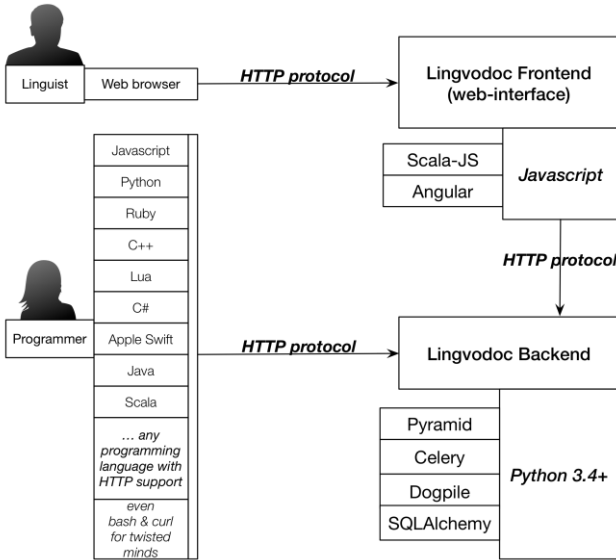 Linguist
Web browser
HTTP protocol
Lingvodoc Frontend
(web-interface)
Scala-JS
Angular
Javascript
HTTP protocol
Programmer
Javascript
Python
Ruby
C++
Lua
C#
Apple Swift
Java
Scala
... any
programming
language with
HTTP support
even
bash & curl
for twisted
minds
HTTP protocol
Lingvodoc Backend
Pyramid
Celery
Dogpile
SQLAlchemy
Python 3.4+